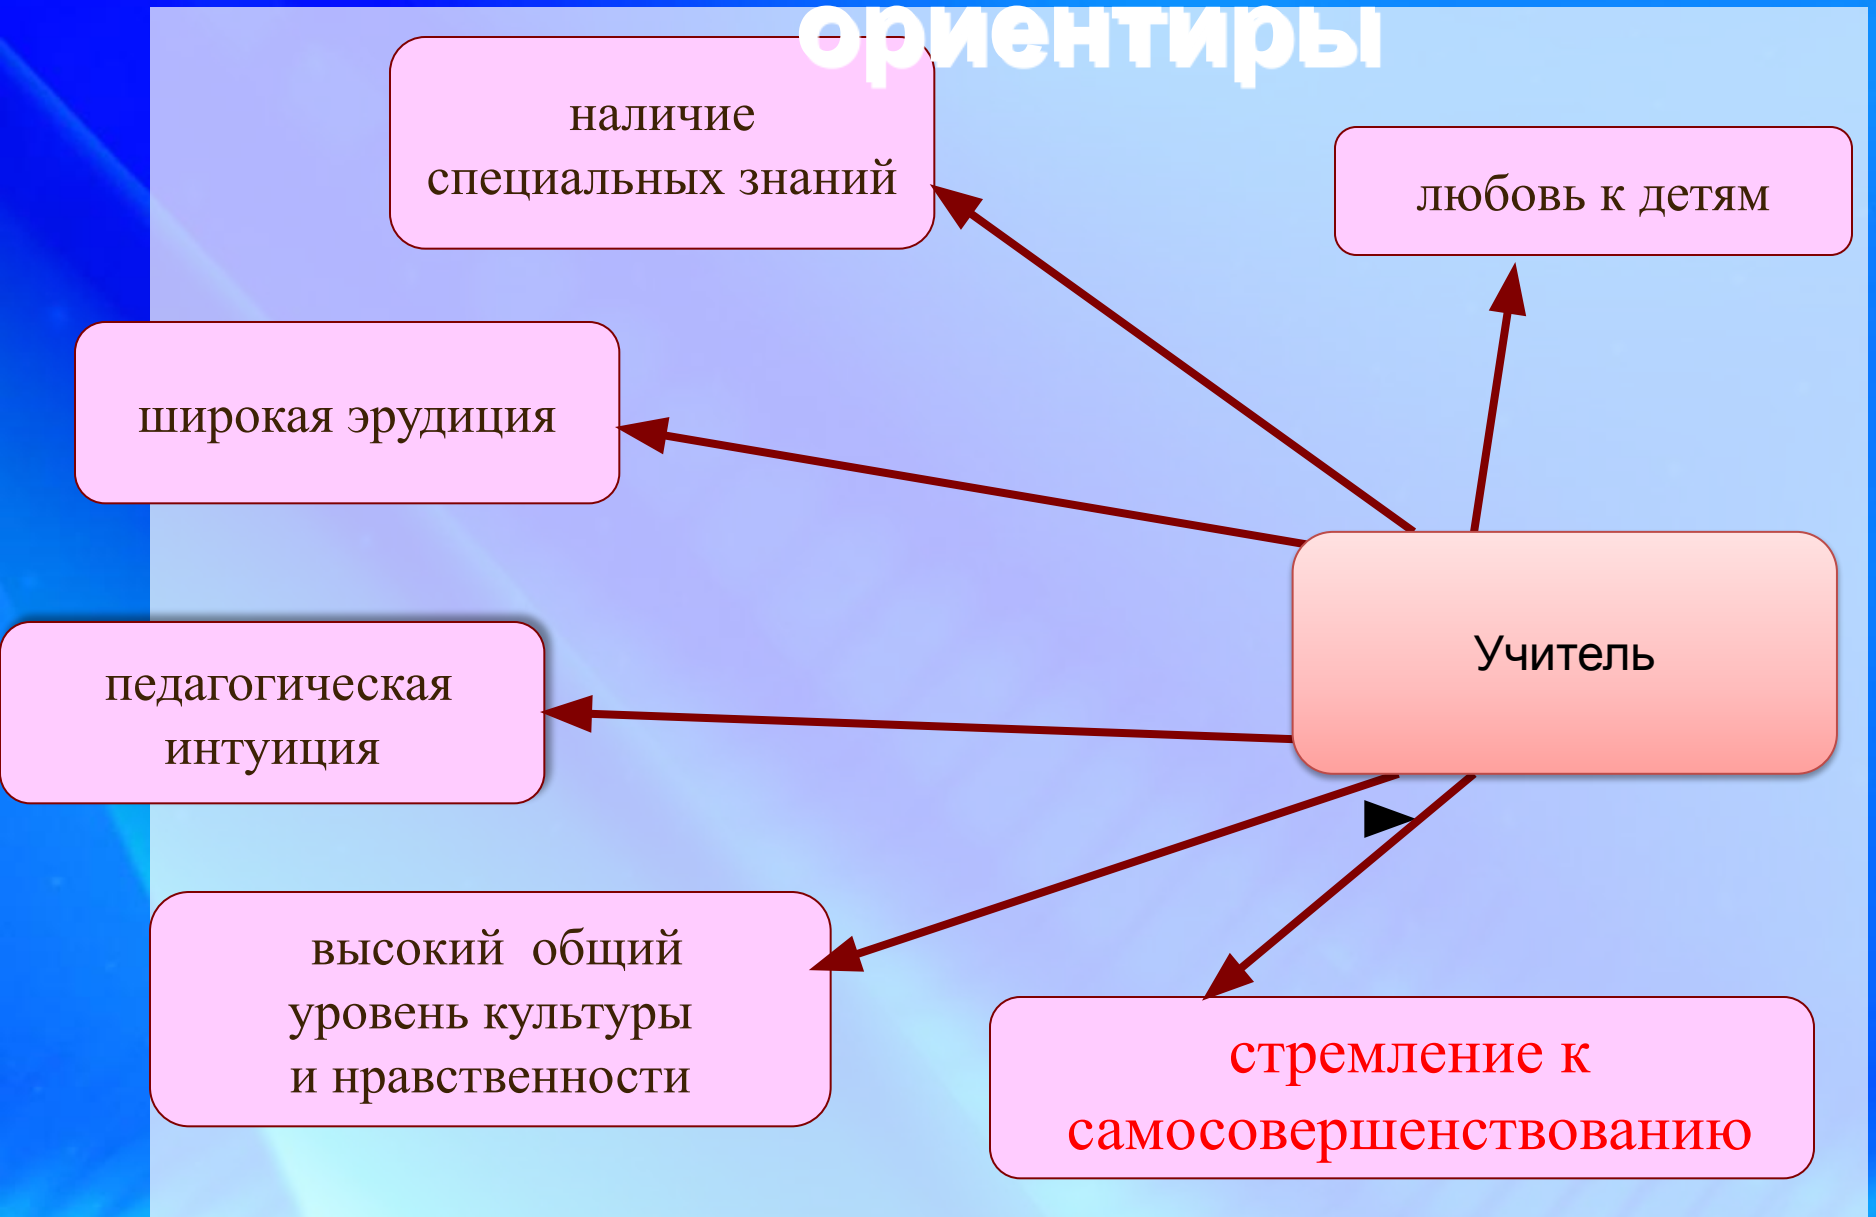 ориентиры
наличие
специальных знаний
любовь к детям
широкая эрудиция
Учитель
педагогическая
интуиция
высокий  общий
уровень культуры
и нравственности
стремление к
самосовершенствованию